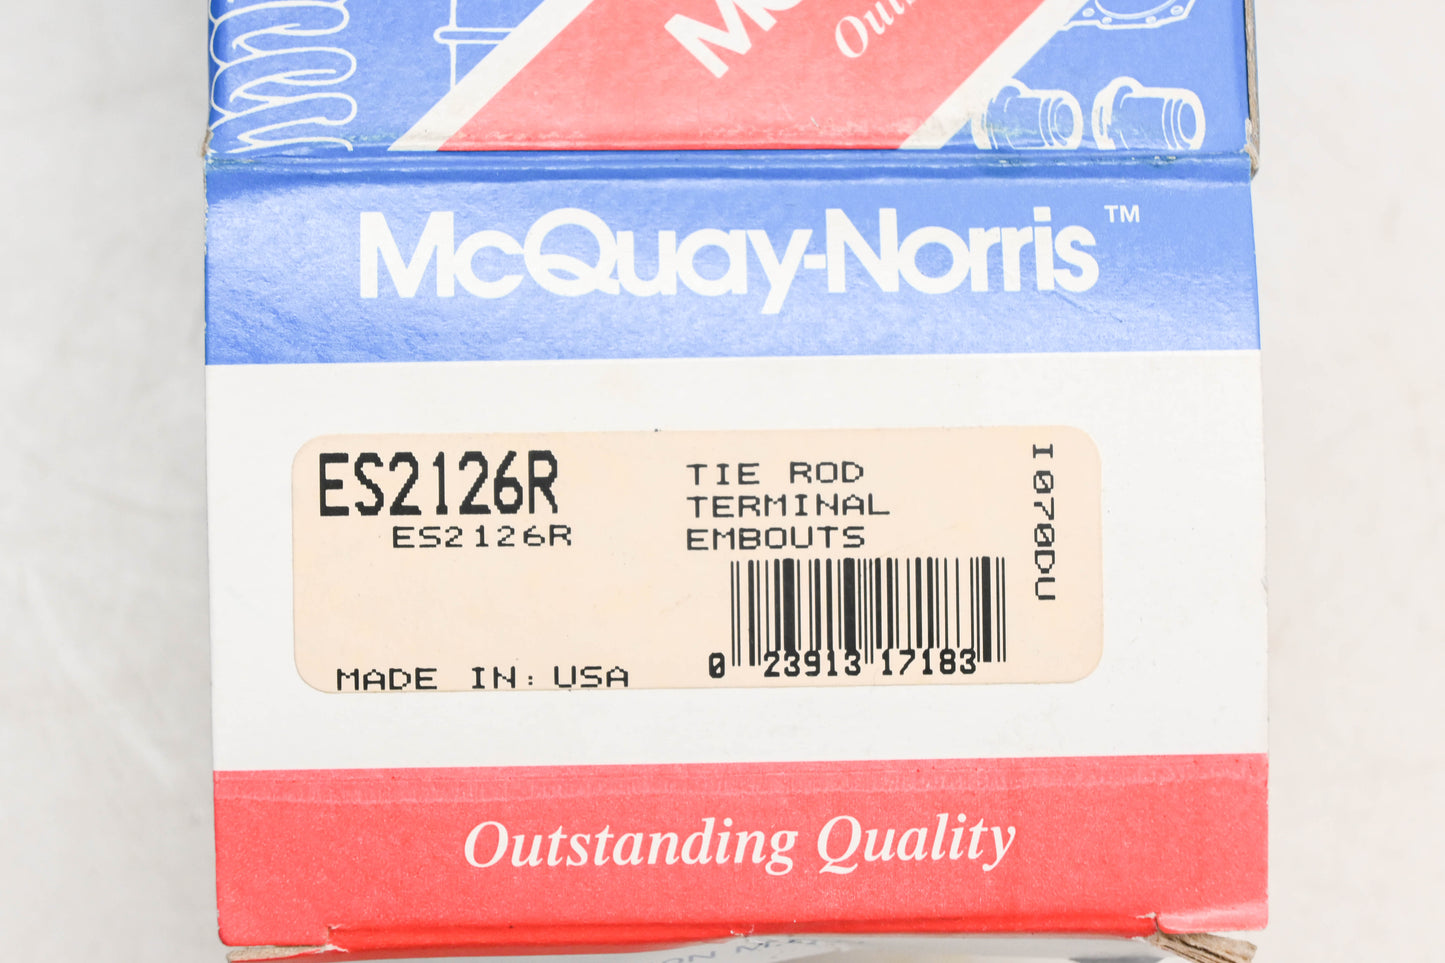 McQuay-Norris™
ES2126R
ES2126R
TIE ROD
TERMINAL
EMBOUTS
I070DU
0 23913 17183
MADE IN: USA
Outstanding Quality